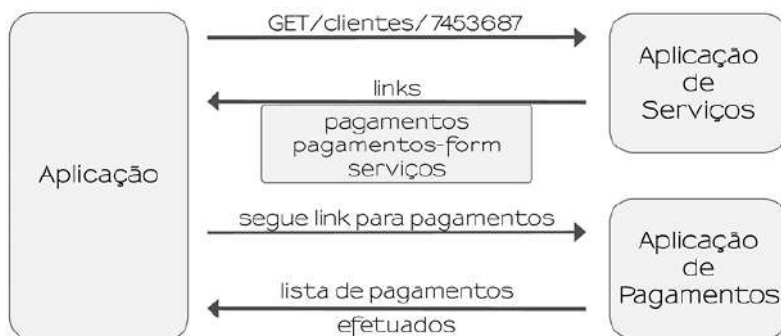 GET/clientes/7453687
Aplicação
de
Serviços
links
pagamentos
pagamentos-form
serviços
Aplicação
segue link para pagamentos
Aplicação
de
Pagamentos
lista de pagamentos
efetuados